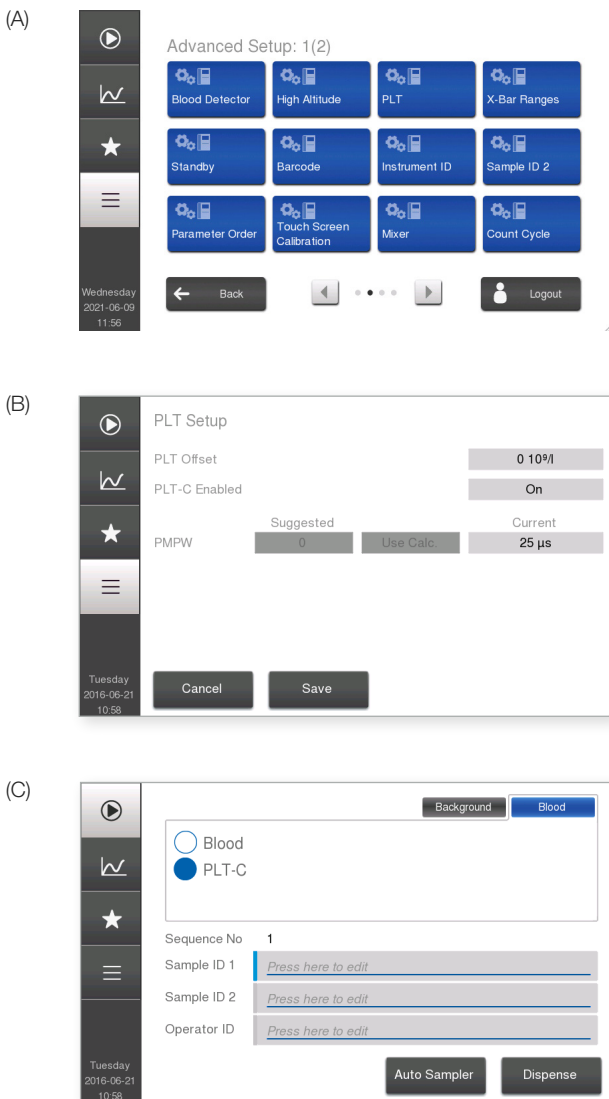 (A)
Advanced Setup: 1(2)
Blood Detector High Altitude PLT X-Bar Ranges
Standby Barcode Instrument ID Sample ID 2
Parameter Order Touch Screen Calibration Mixer Count Cycle
Wednesday
2021-06-09
11:56
Back Logout
(B)
PLT Setup
PLT Offset 0 10⁹/l
PLT-C Enabled On
Suggested Current
PMPW 0 Use Calc. 25 µs
Tuesday
2016-06-21
10:58
Cancel Save
(C)
Background Blood
Blood
PLT-C
Sequence No 1
Sample ID 1 Press here to edit
Sample ID 2 Press here to edit
Operator ID Press here to edit
Tuesday
2016-06-21
10:58
Auto Sampler Dispense